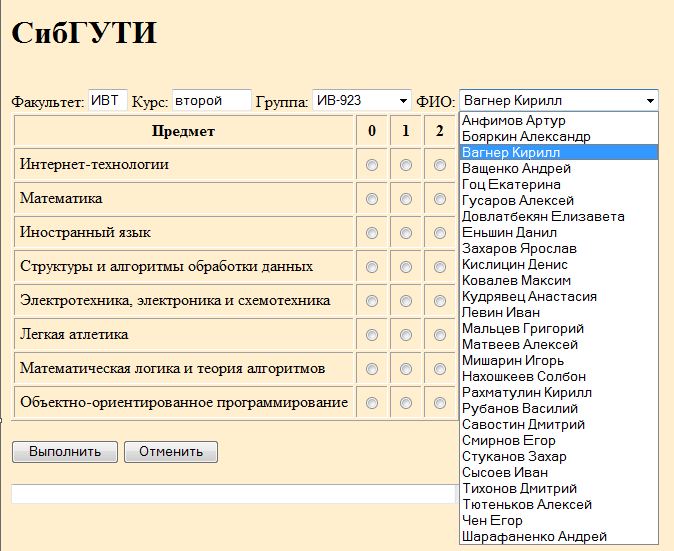 СибГУТИ
Факультет: ИВТ Курс: второй Группа: ИВ-923 ФИО: Вагнер Кирилл
Предмет 0 1 2
Интернет-технологии
Математика
Иностранный язык
Структуры и алгоритмы обработки данных
Электротехника, электроника и схемотехника
Легкая атлетика
Математическая логика и теория алгоритмов
Объектно-ориентированное программирование
Выполнить Отменить
Анфимов Артур
Бояркин Александр
Вагнер Кирилл
Ващенко Андрей
Гоц Екатерина
Гусаров Алексей
Довлатбекян Елизавета
Еньшин Данил
Захаров Ярослав
Кислицин Денис
Ковалев Максим
Кудрявец Анастасия
Левин Иван
Мальцев Григорий
Матвеев Алексей
Мишарин Игорь
Нахошкеев Солбон
Рахматулин Кирилл
Рубанов Василий
Савостин Дмитрий
Смирнов Егор
Стуканов Захар
Сысоев Иван
Тихонов Дмитрий
Тютеньков Алексей
Чен Егор
Шарафаненко Андрей